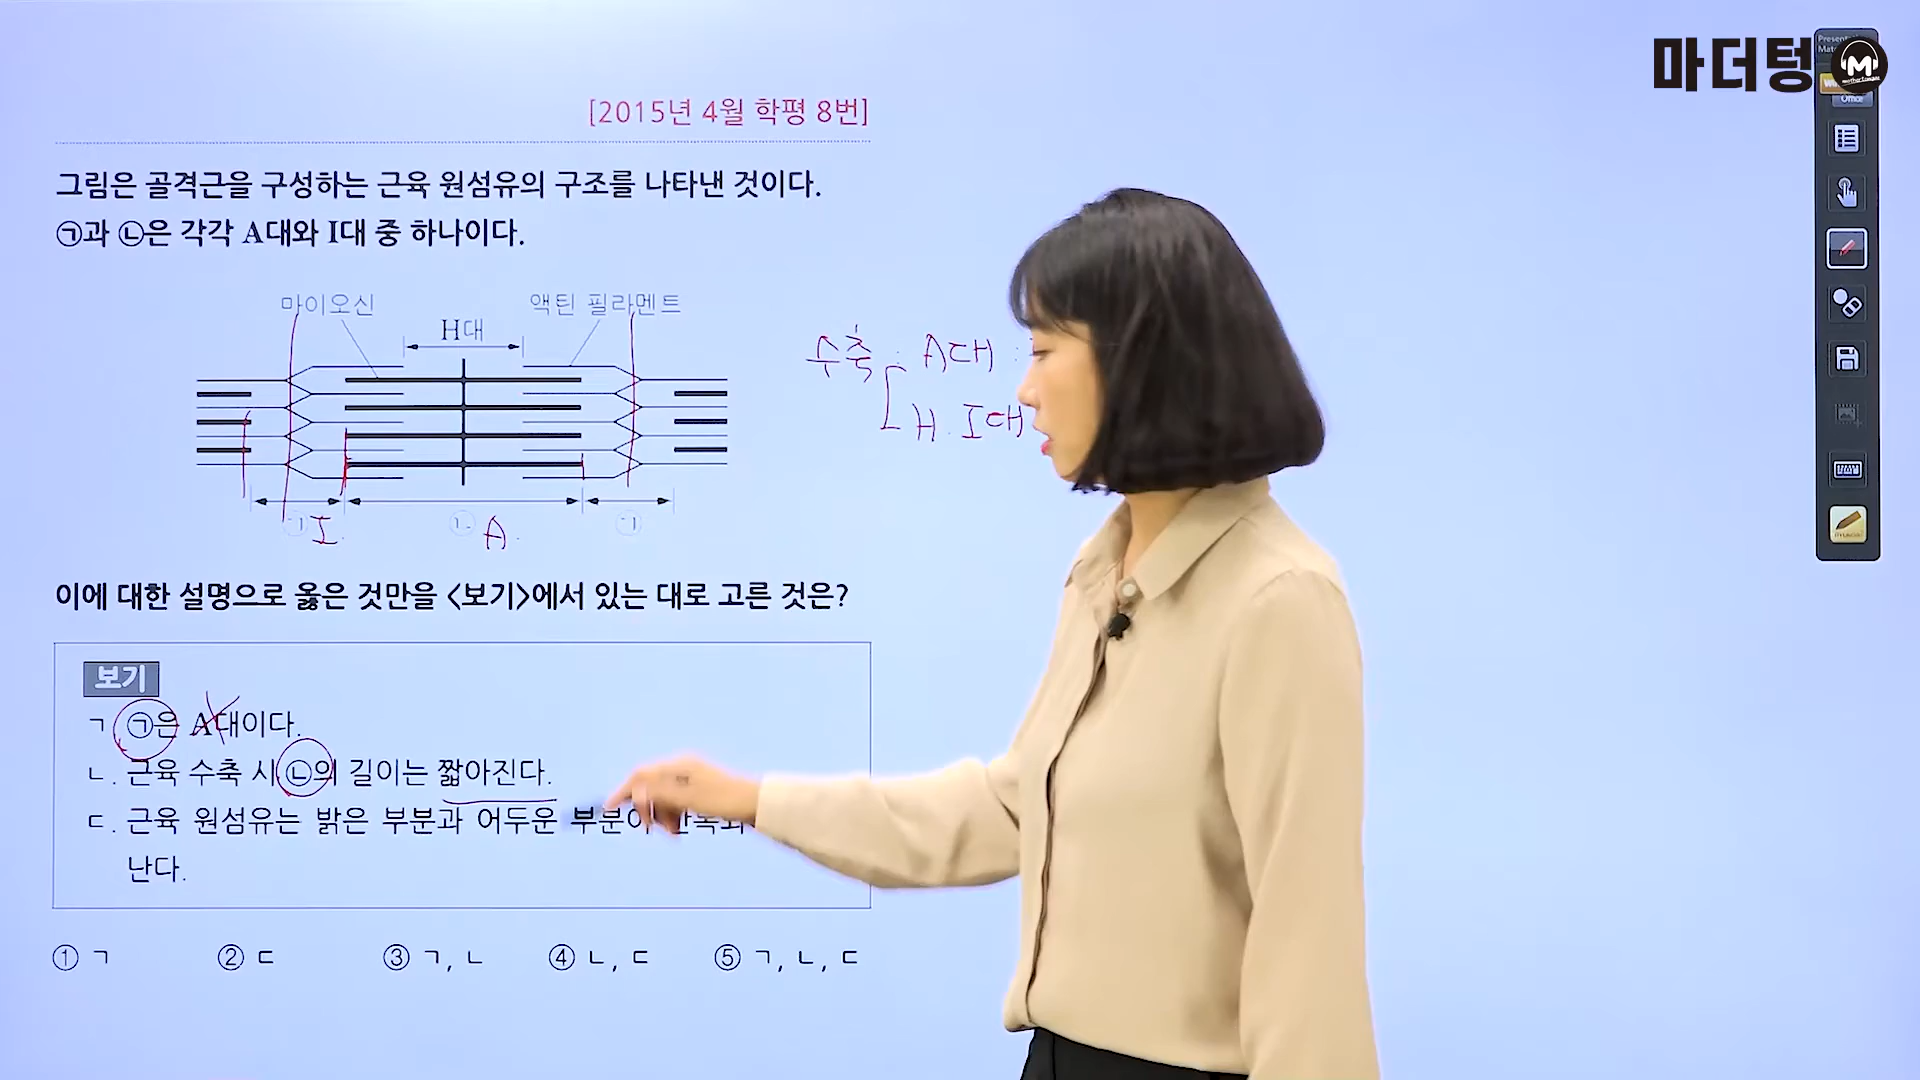 마더텅
[2015년 4월 학평 8번]
그림은 골격근을 구성하는 근육 원섬유의 구조를 나타낸 것이다.
㉠과 ㉡은 각각 A대와 I대 중 하나이다.
마이오신
액틴 필라멘트
H대
수축 : A대 :
H. I대
㉠ I.
㉡ A.
㉠
이에 대한 설명으로 옳은 것만을 <보기>에서 있는 대로 고른 것은?
보기
ㄱ ㉠은 A대이다.
ㄴ. 근육 수축 시 ㉡의 길이는 짧아진다.
ㄷ. 근육 원섬유는 밝은 부분과 어두운 부분이
난다.
① ㄱ ② ㄷ ③ ㄱ, ㄴ ④ ㄴ, ㄷ ⑤ ㄱ, ㄴ, ㄷ